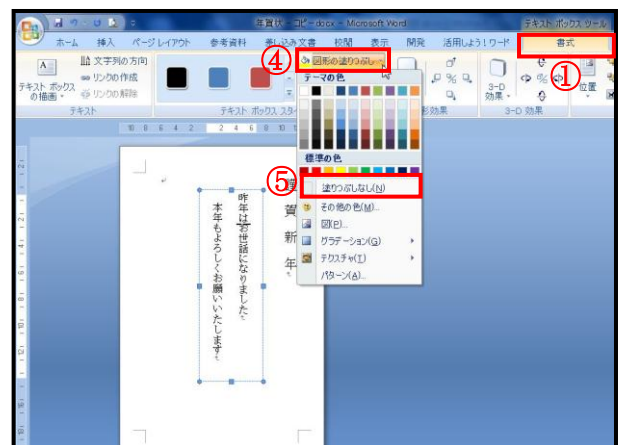 年賀状 - コピー.docx - Microsoft Word
テキスト ボックス ツール
ホーム 挿入 ページ レイアウト 参考資料 差し込み文書 校閲 表示 開発 活用しよう!ワード 書式
①
④
文字列の方向
リンクの作成
リンクの解除
テキスト ボックスの描画
テキスト
テキスト ボックス スタ
図形の塗りつぶし
3-D
効果
3-D 効果
位置
テーマの色
標準の色
⑤
塗りつぶしなし(N)
その他の色(M)...
図(P)...
グラデーション(G)
テクスチャ(T)
パターン(A)...
賀新年
昨年はお世話になりました。
本年もよろしくお願いいたします。